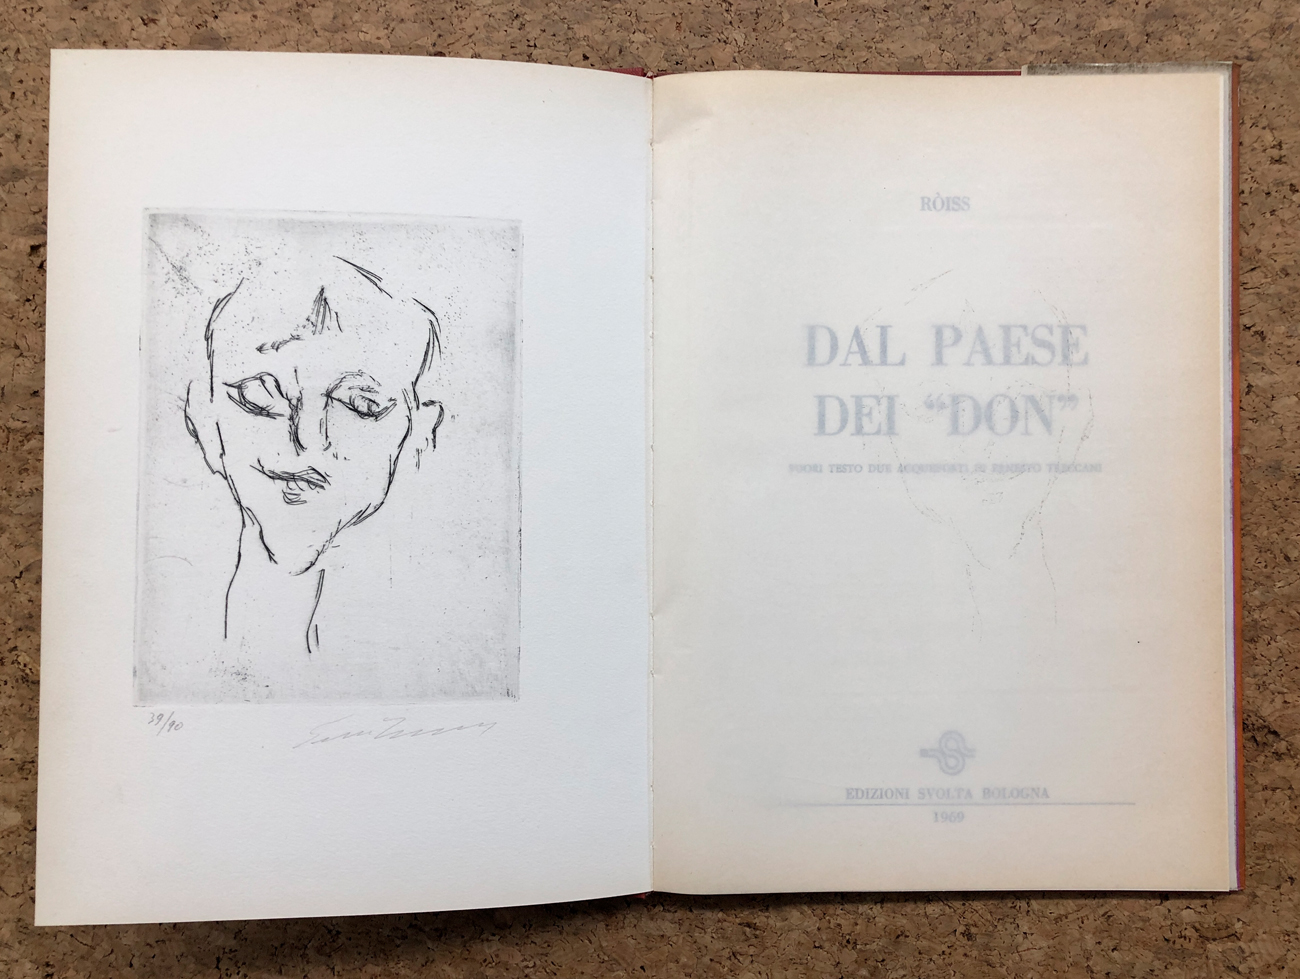 39/90
RÒISS
DAL PAESE
DEI “DON”
FUORI TESTO DUE ACQUEFORTI DI ERNESTO TRECCANI
EDIZIONI SVOLTA BOLOGNA
1969